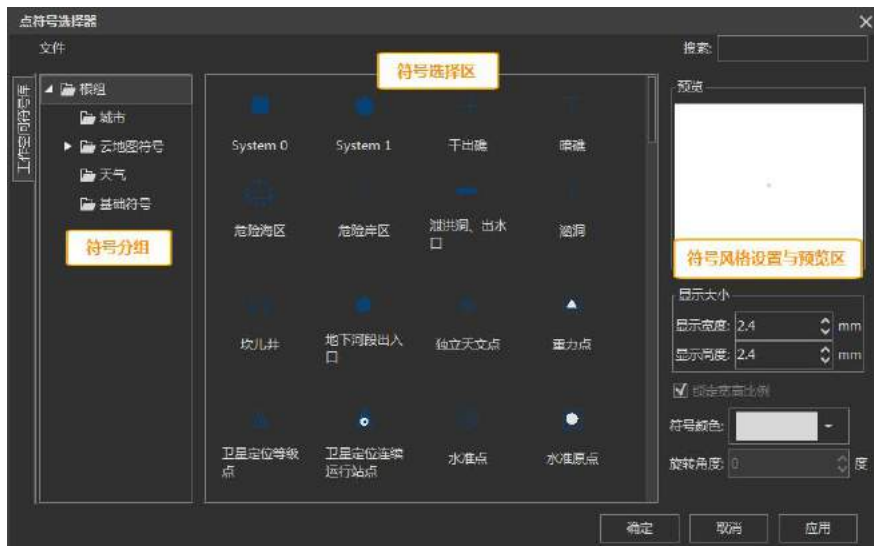 点符号选择器
文件
搜索:
符号选择区
工作空间符号库
根组
城市
云地图符号
天气
基础符号
符号分组
System 0
System 1
干出礁
暗礁
危险海区
危险岸区
泄洪洞、出水
口
涵洞
坎儿井
地下河段出入
口
独立天文点
重力点
卫星定位等级
点
卫星定位连续
运行站点
水准点
水准原点
预览
符号风格设置与预览区
显示大小
显示宽度: 2.4 mm
显示高度: 2.4 mm
锁定宽高比例
符号颜色:
旋转角度: 0 度
确定
取消
应用